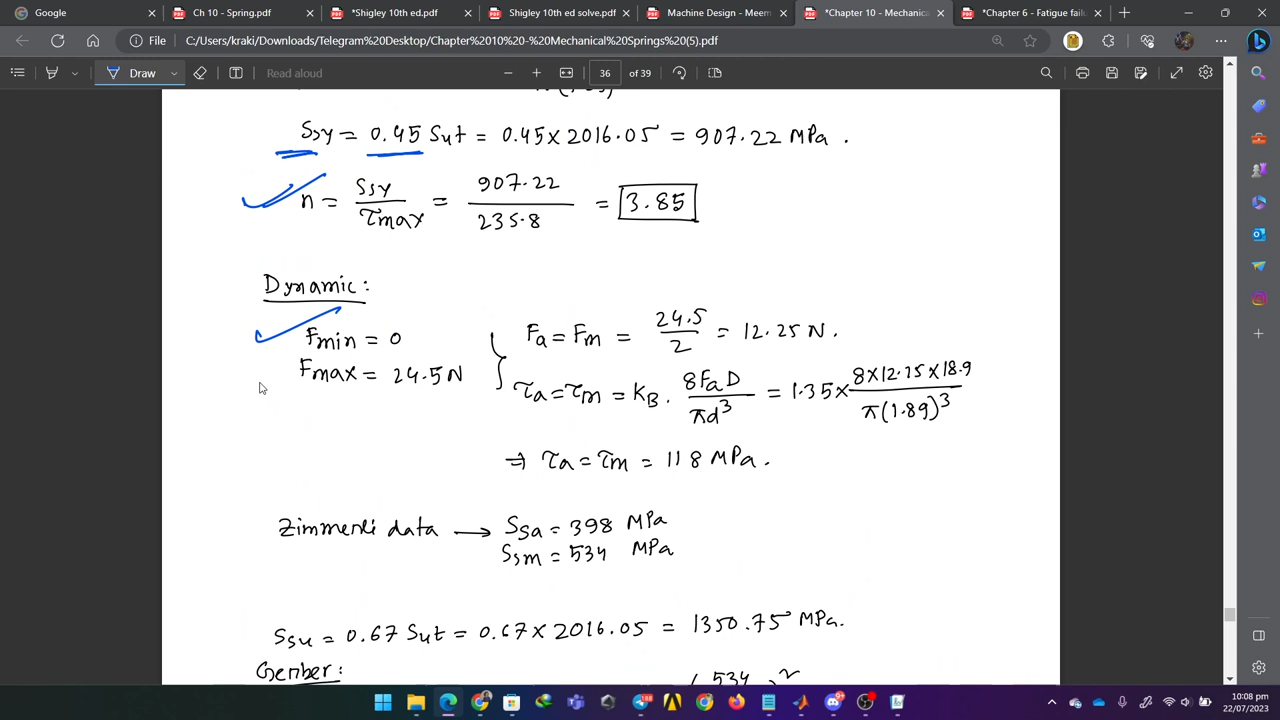 Google
Ch 10 - Spring.pdf
*Shigley 10th ed.pdf
Shigley 10th ed solve.pdf
Machine Design - Meem
*Chapter 10 - Mechanica
*Chapter 6 - Fatigue fail
File
C:/Users/kraki/Downloads/Telegram%20Desktop/Chapter%2010%20-%20Mechanical%20Springs%20(5).pdf
Draw
Read aloud
36 of 39
Ssy = 0.45 Sut = 0.45 x 2016.05 = 907.22 MPa .
n = Ssy / τmax = 907.22 / 235.8 = 3.85
Dynamic:
Fmin = 0
Fmax = 24.5 N
Fa = Fm = 24.5 / 2 = 12.25 N .
τa = τm = KB . 8FaD / πd³ = 1.35 x 8x12.25x18.9 / π(1.89)³
⇒ τa = τm = 118 MPa .
Zimmerli data → Ssa = 398 MPa
Ssm = 534 MPa
Ssu = 0.67 Sut = 0.67 x 2016.05 = 1350.75 MPa.
Gerber:
534 2
10:08 pm
22/07/2023